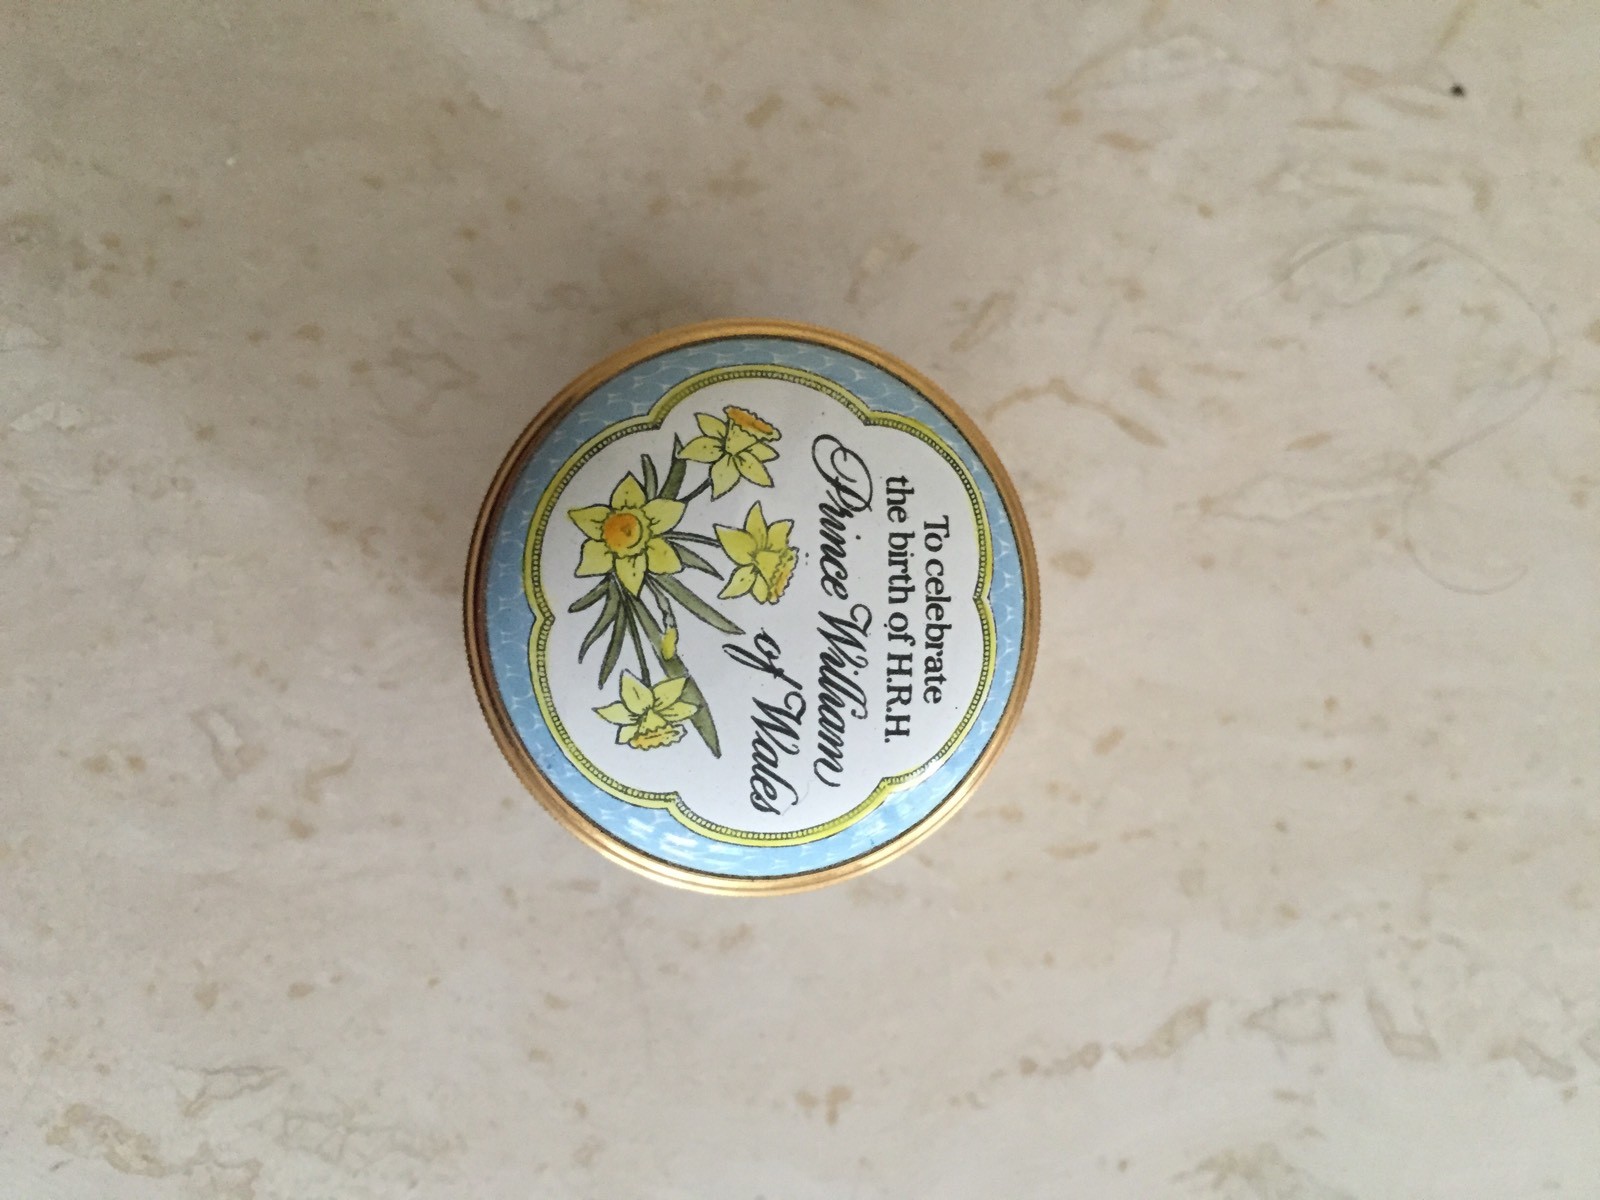 To celebrate
the birth of H.R.H.
Prince William
of Wales